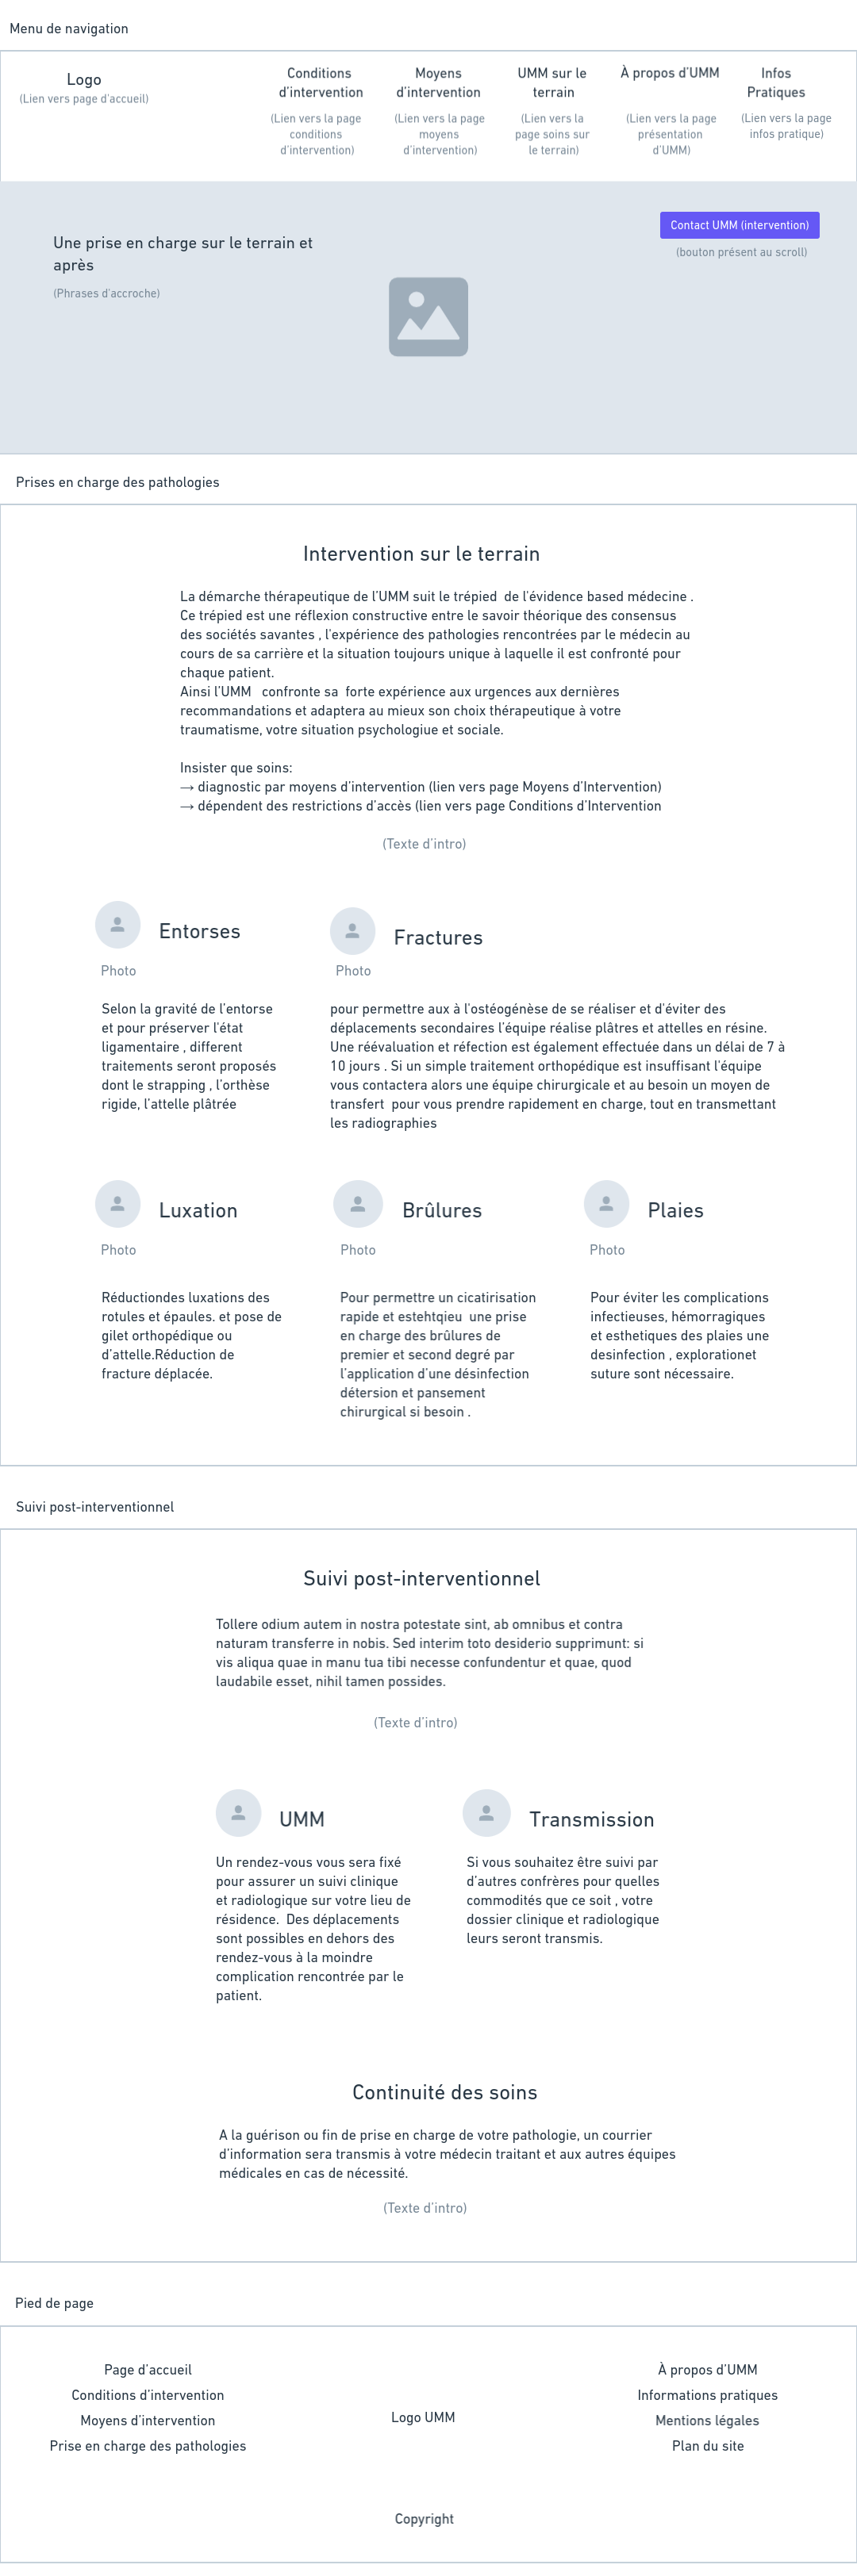 Menu de navigation
Logo
(Lien vers page d'accueil)
Conditions
d'intervention
(Lien vers la page
conditions
d'intervention)
Moyens
d'intervention
(Lien vers la page
moyens
d'intervention)
UMM sur le
terrain
(Lien vers la
page soins sur
le terrain)
À propos d'UMM
(Lien vers la page
présentation
d'UMM)
Infos
Pratiques
(Lien vers la page
infos pratique)
Une prise en charge sur le terrain et
après
(Phrases d'accroche)
Contact UMM (intervention)
(bouton présent au scroll)
Prises en charge des pathologies
Intervention sur le terrain
La démarche thérapeutique de l'UMM suit le trépied  de l'évidence based médecine .
Ce trépied est une réflexion constructive entre le savoir théorique des consensus
des sociétés savantes , l'expérience des pathologies rencontrées par le médecin au
cours de sa carrière et la situation toujours unique à laquelle il est confronté pour
chaque patient.
Ainsi l'UMM   confronte sa  forte expérience aux urgences aux dernières
recommandations et adaptera au mieux son choix thérapeutique à votre
traumatisme, votre situation psychologiue et sociale.
Insister que soins:
→ diagnostic par moyens d'intervention (lien vers page Moyens d'Intervention)
→ dépendent des restrictions d'accès (lien vers page Conditions d'Intervention
(Texte d'intro)
Entorses
Photo
Selon la gravité de l'entorse
et pour préserver l'état
ligamentaire , different
traitements seront proposés
dont le strapping , l'orthèse
rigide, l'attelle plâtrée
Fractures
Photo
pour permettre aux à l'ostéogénèse de se réaliser et d'éviter des
déplacements secondaires l'équipe réalise plâtres et attelles en résine.
Une réévaluation et réfection est également effectuée dans un délai de 7 à
10 jours . Si un simple traitement orthopédique est insuffisant l'équipe
vous contactera alors une équipe chirurgicale et au besoin un moyen de
transfert  pour vous prendre rapidement en charge, tout en transmettant
les radiographies
Luxation
Photo
Réductiondes luxations des
rotules et épaules. et pose de
gilet orthopédique ou
d'attelle.Réduction de
fracture déplacée.
Brûlures
Photo
Pour permettre un cicatirisation
rapide et estehtqieu  une prise
en charge des brûlures de
premier et second degré par
l'application d'une désinfection
détersion et pansement
chirurgical si besoin .
Plaies
Photo
Pour éviter les complications
infectieuses, hémorragiques
et esthetiques des plaies une
desinfection , explorationet
suture sont nécessaire.
Suivi post-interventionnel
Suivi post-interventionnel
Tollere odium autem in nostra potestate sint, ab omnibus et contra
naturam transferre in nobis. Sed interim toto desiderio supprimunt: si
vis aliqua quae in manu tua tibi necesse confundentur et quae, quod
laudabile esset, nihil tamen possides.
(Texte d'intro)
UMM
Un rendez-vous vous sera fixé
pour assurer un suivi clinique
et radiologique sur votre lieu de
résidence.  Des déplacements
sont possibles en dehors des
rendez-vous à la moindre
complication rencontrée par le
patient.
Transmission
Si vous souhaitez être suivi par
d'autres confrères pour quelles
commodités que ce soit , votre
dossier clinique et radiologique
leurs seront transmis.
Continuité des soins
A la guérison ou fin de prise en charge de votre pathologie, un courrier
d'information sera transmis à votre médecin traitant et aux autres équipes
médicales en cas de nécessité.
(Texte d'intro)
Pied de page
Page d'accueil
Conditions d'intervention
Moyens d'intervention
Prise en charge des pathologies
Logo UMM
À propos d'UMM
Informations pratiques
Mentions légales
Plan du site
Copyright